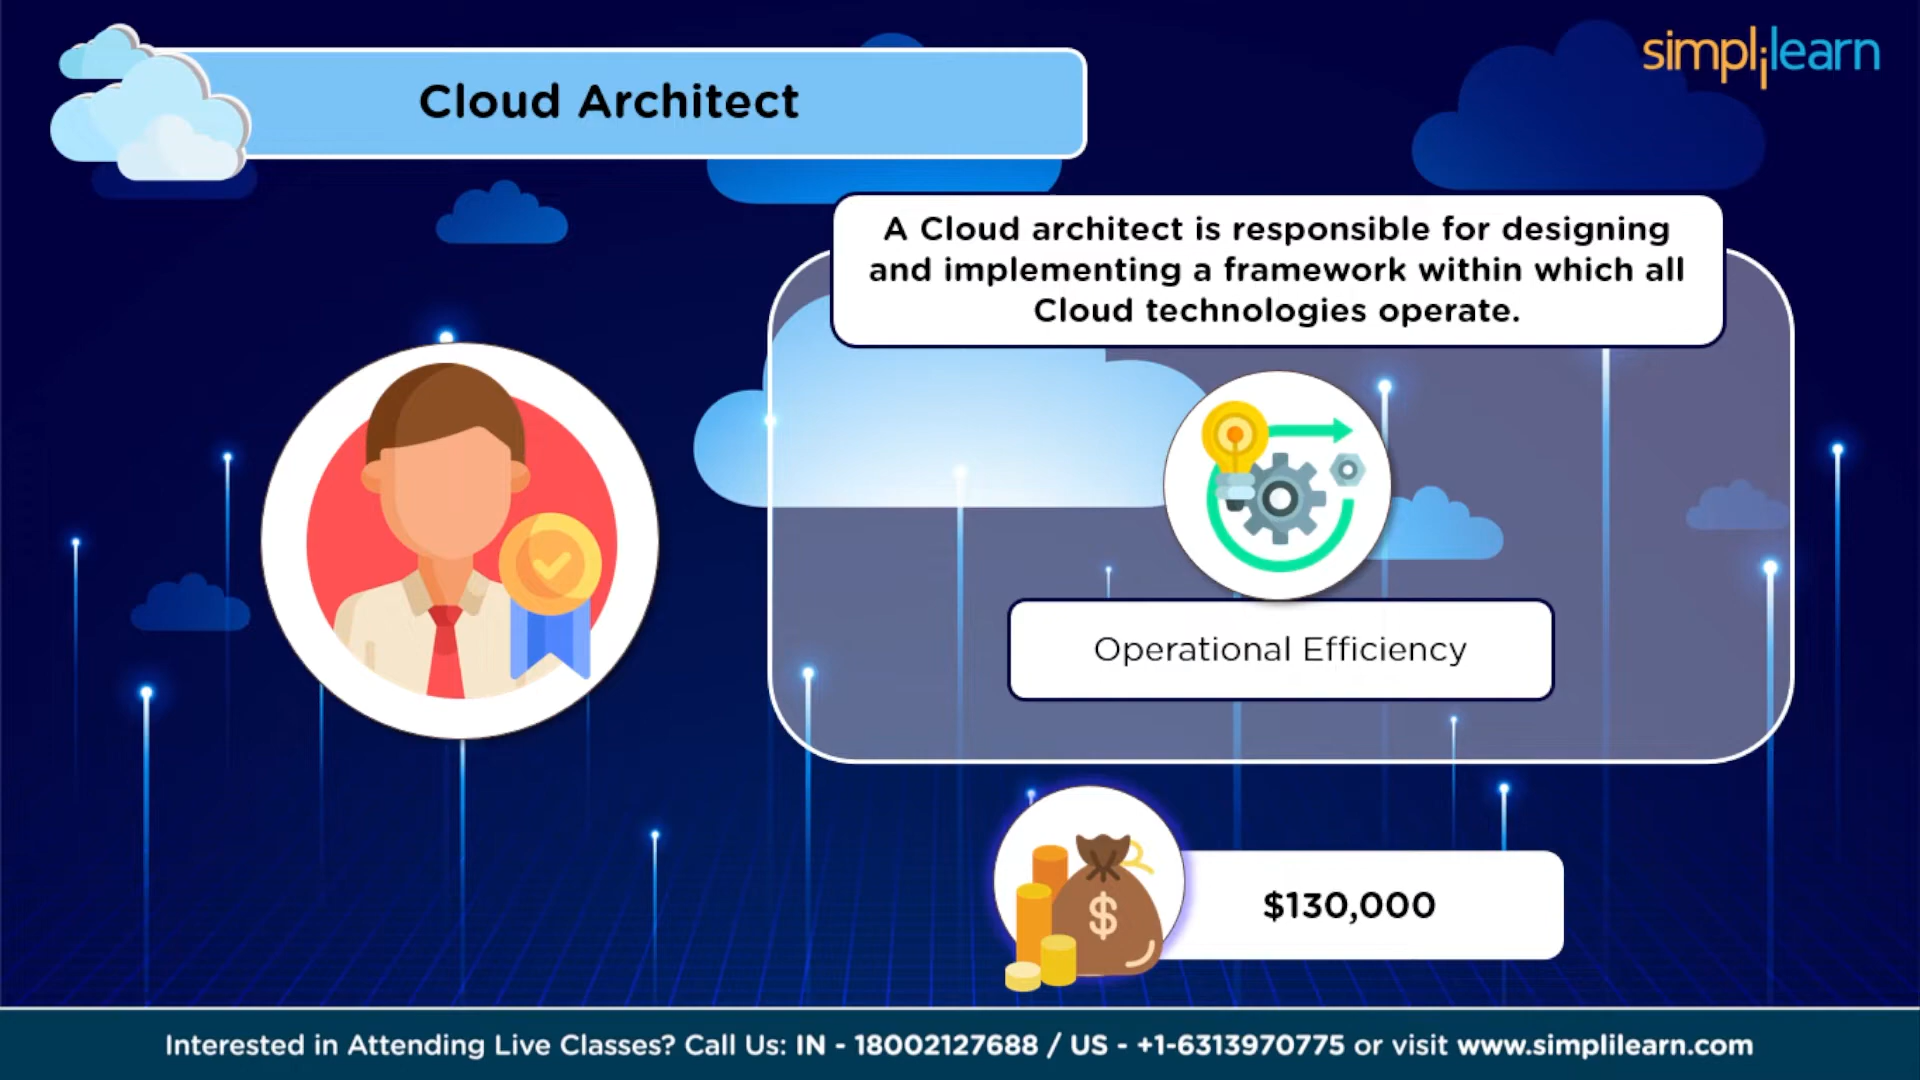 simplilearn
Cloud Architect
A Cloud architect is responsible for designing
and implementing a framework within which all
Cloud technologies operate.
Operational Efficiency
$
$130,000
Interested in Attending Live Classes? Call Us: IN - 18002127688 / US - +1-6313970775 or visit www.simplilearn.com